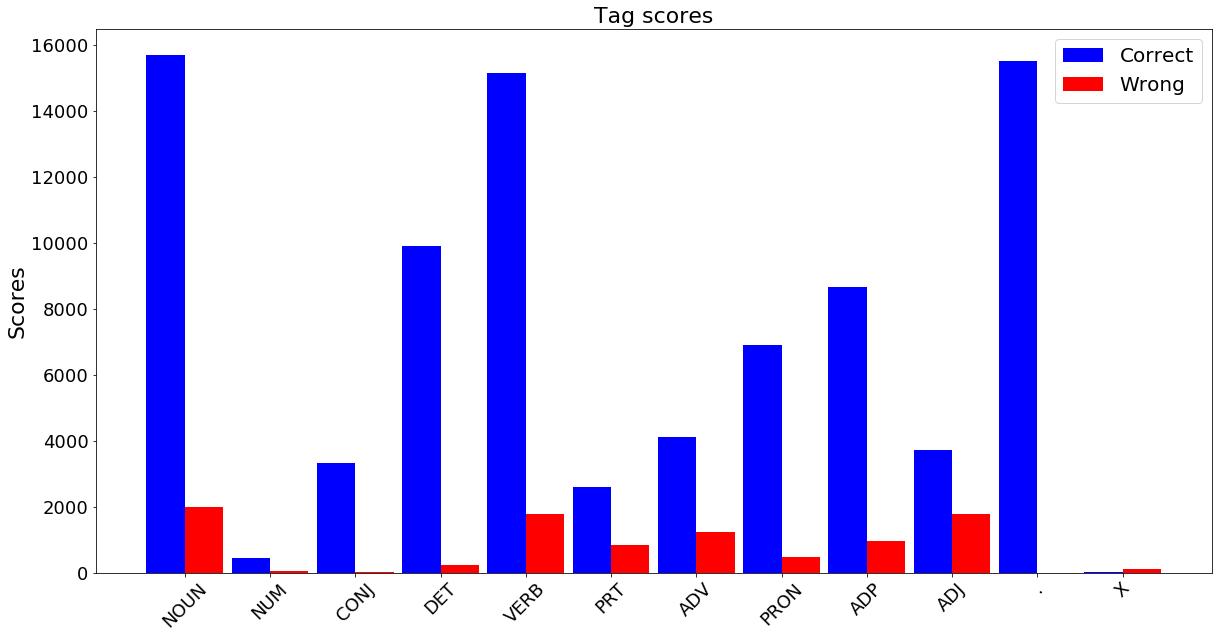 Tag scores
Correct
Wrong
Scores
16000
14000
12000
10000
8000
6000
4000
2000
0
NOUN
NUM
CONJ
DET
VERB
PRT
ADV
PRON
ADP
ADJ
.
X